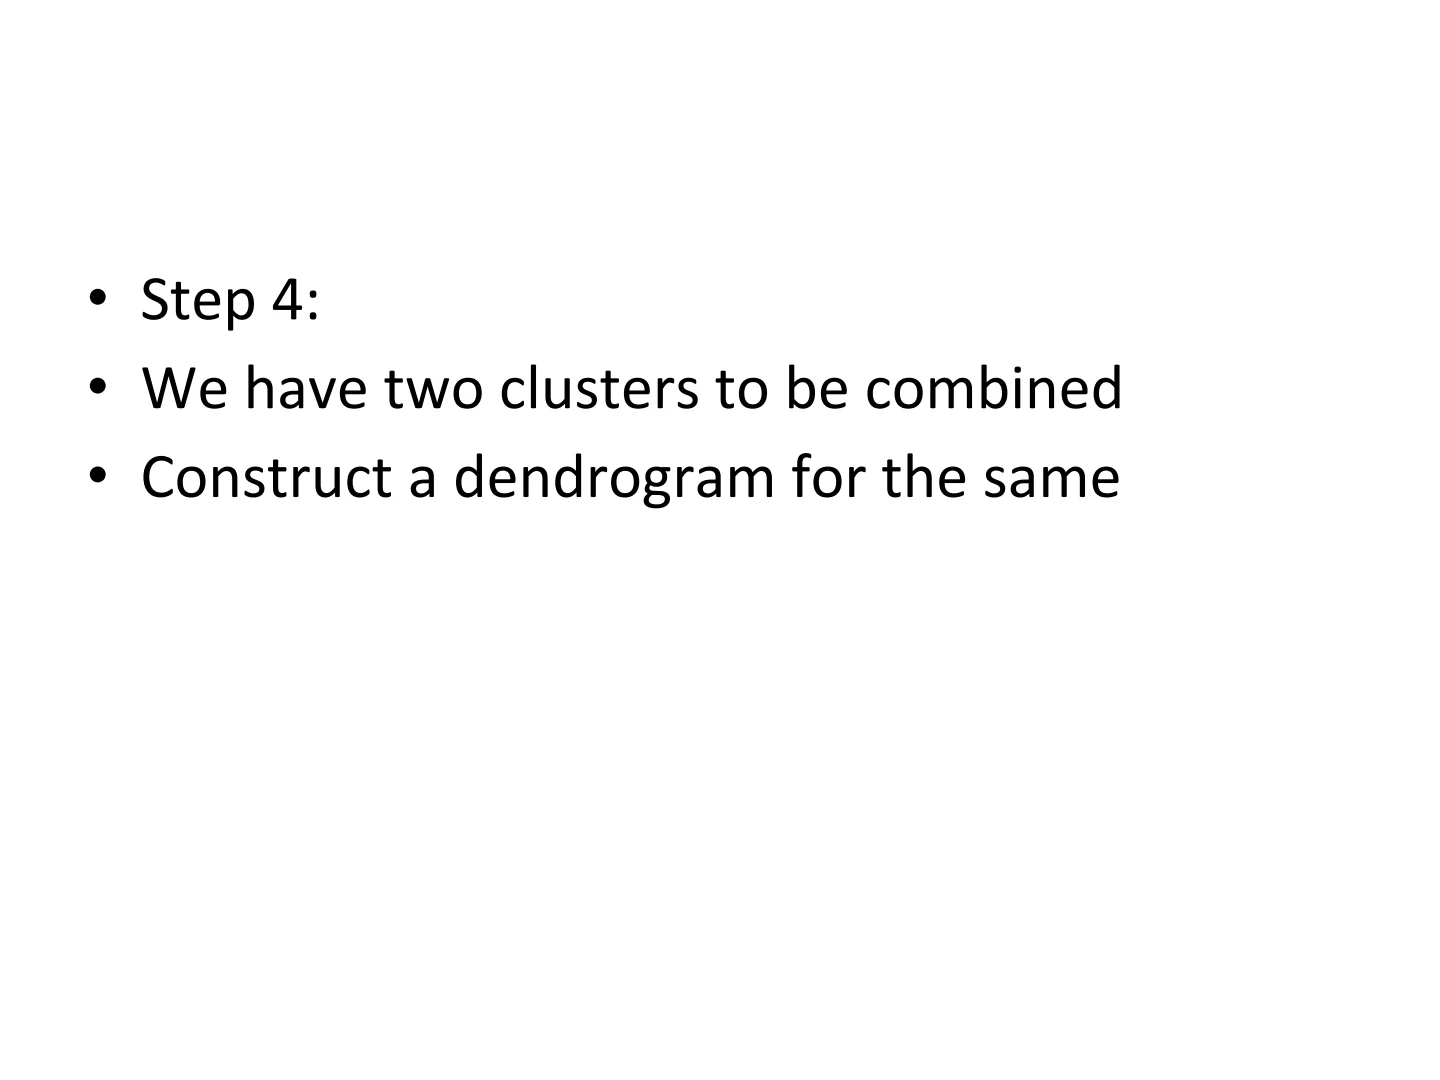 • Step 4:
• We have two clusters to be combined
• Construct a dendrogram for the same